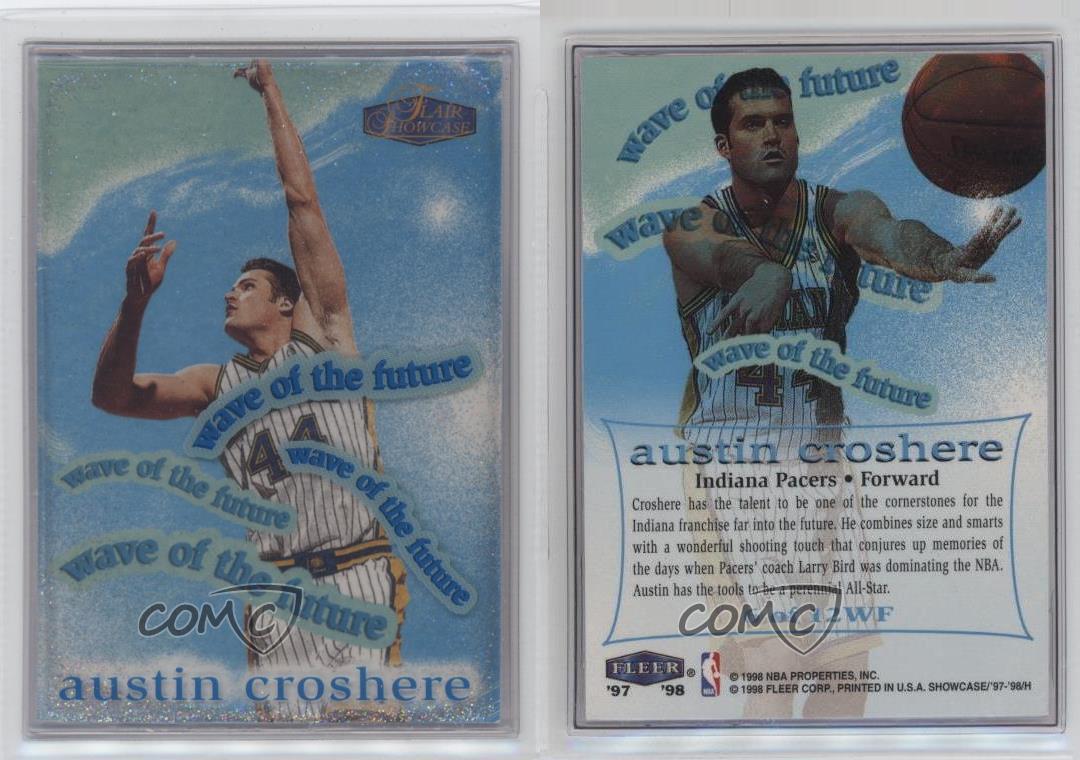 FLAIR
SHOWCASE
wave of the future
44
wave of the future
wave of the future
wave of the future
COMC
austin croshere
wave of the future
wave of the future
wave of the future
44
austin croshere
Indiana Pacers • Forward
Croshere has the talent to be one of the cornerstones for the
Indiana franchise far into the future. He combines size and smarts
with a wonderful shooting touch that conjures up memories of
the days when Pacers' coach Larry Bird was dominating the NBA.
Austin has the tools to be a perennial All-Star.
of 12WF
COMC
FLEER ®
'97 '98
NBA
© 1998 NBA PROPERTIES, INC.
© 1998 FLEER CORP., PRINTED IN U.S.A. SHOWCASE/'97-'98/H